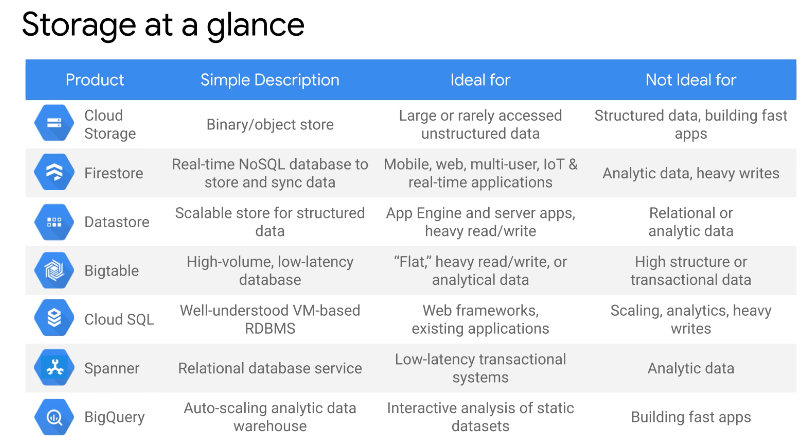 Storage at a glance
Product Simple Description Ideal for Not Ideal for
Cloud
Storage
Binary/object store
Large or rarely accessed
unstructured data
Structured data, building fast
apps
Firestore
Real-time NoSQL database to
store and sync data
Mobile, web, multi-user, IoT &
real-time applications
Analytic data, heavy writes
Datastore
Scalable store for structured
data
App Engine and server apps,
heavy read/write
Relational or
analytic data
Bigtable
High-volume, low-latency
database
“Flat,” heavy read/write, or
analytical data
High structure or
transactional data
Cloud SQL
Well-understood VM-based
RDBMS
Web frameworks,
existing applications
Scaling, analytics, heavy
writes
Spanner
Relational database service
Low-latency transactional
systems
Analytic data
BigQuery
Auto-scaling analytic data
warehouse
Interactive analysis of static
datasets
Building fast apps